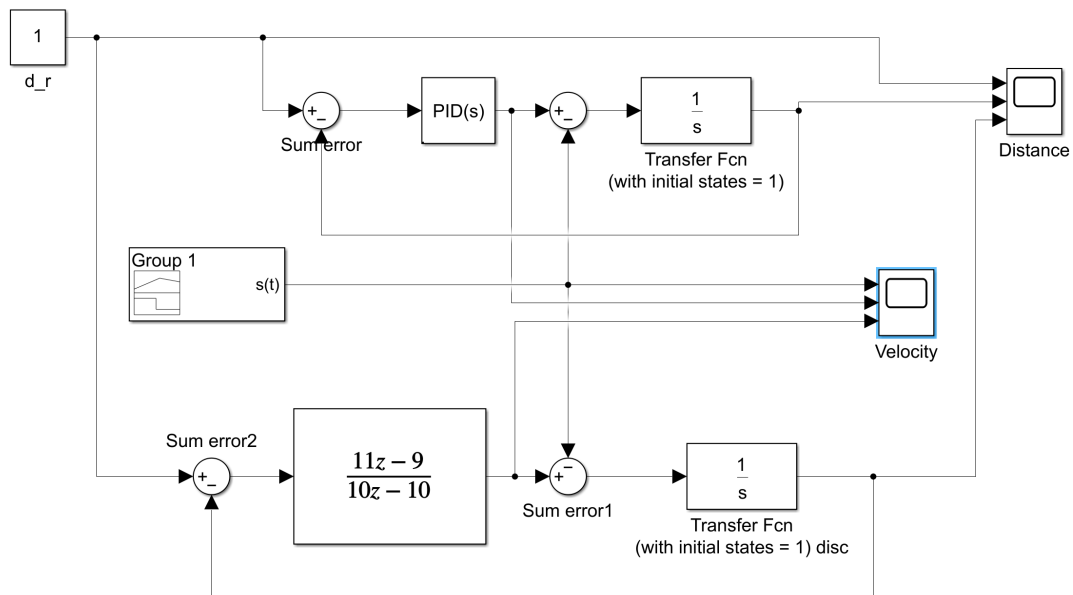 1
d_r
+
−
Sum error
PID(s)
+
−
1
s
Transfer Fcn
(with initial states = 1)
Distance
Group 1
s(t)
Velocity
Sum error2
+
−
11z − 9
10z − 10
−
+
Sum error1
1
s
Transfer Fcn
(with initial states = 1) disc